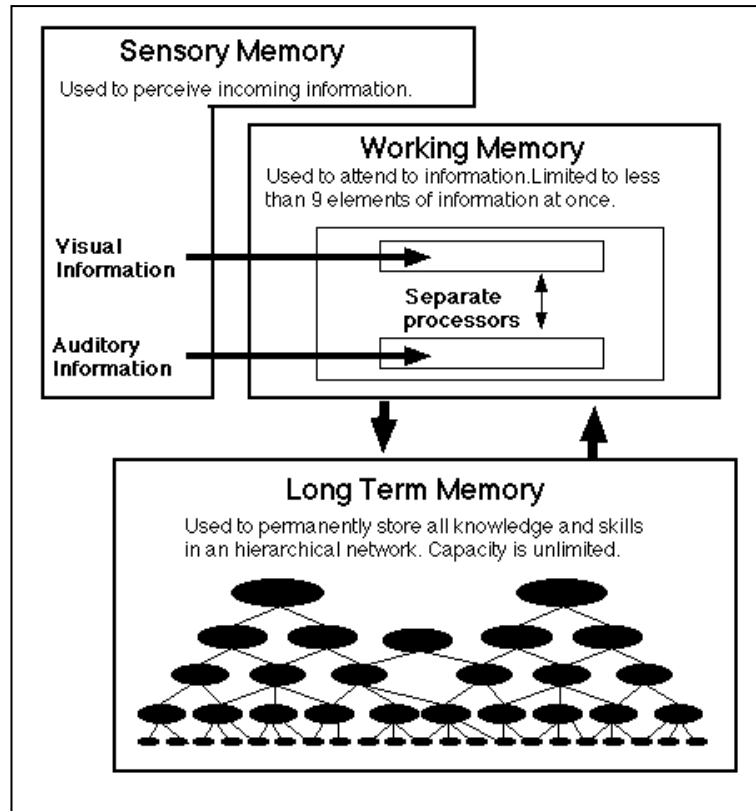 Sensory Memory
Used to perceive incoming information.
Working Memory
Used to attend to information.Limited to less
than 9 elements of information at once.
Visual
Information
Separate
processors
Auditory
Information
Long Term Memory
Used to permanently store all knowledge and skills
in an hierarchical network. Capacity is unlimited.